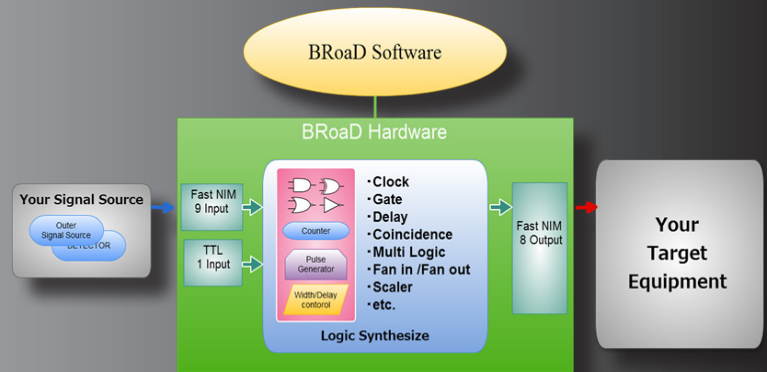 BRoaD Software
BRoaD Hardware
Your Signal Source
Outer
Signal Source
DETECTOR
Fast NIM
9 Input
TTL
1 Input
Counter
Pulse
Generator
Width/Delay
contorol
・Clock
・Gate
・Delay
・Coincidence
・Multi Logic
・Fan in /Fan out
・Scaler
・etc.
Logic Synthesize
Fast NIM
8 Output
Your
Target
Equipment